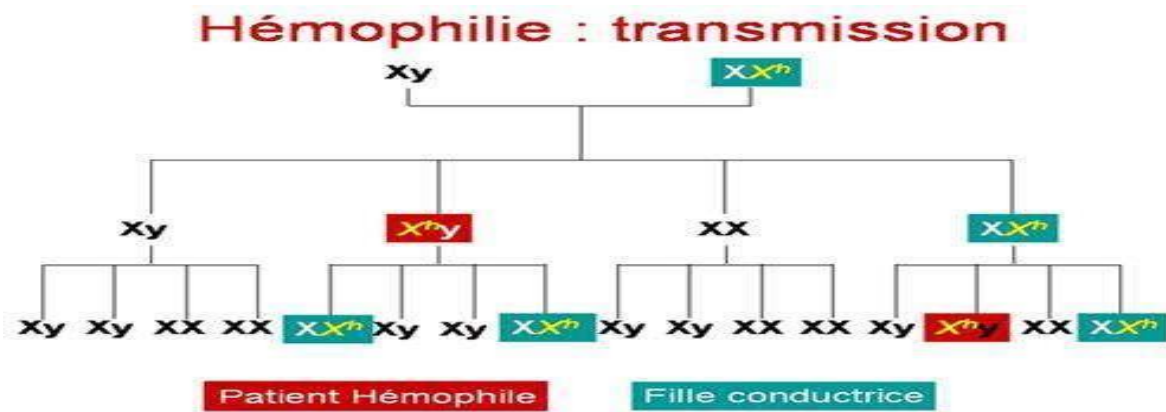 Hémophilie : transmission
Xy XXʰ
Xy Xʰy XX XXʰ
Xy Xy XX XX XXʰ Xy Xy XXʰ Xy Xy XX XX Xy Xʰy XX XXʰ
Patient Hémophile Fille conductrice